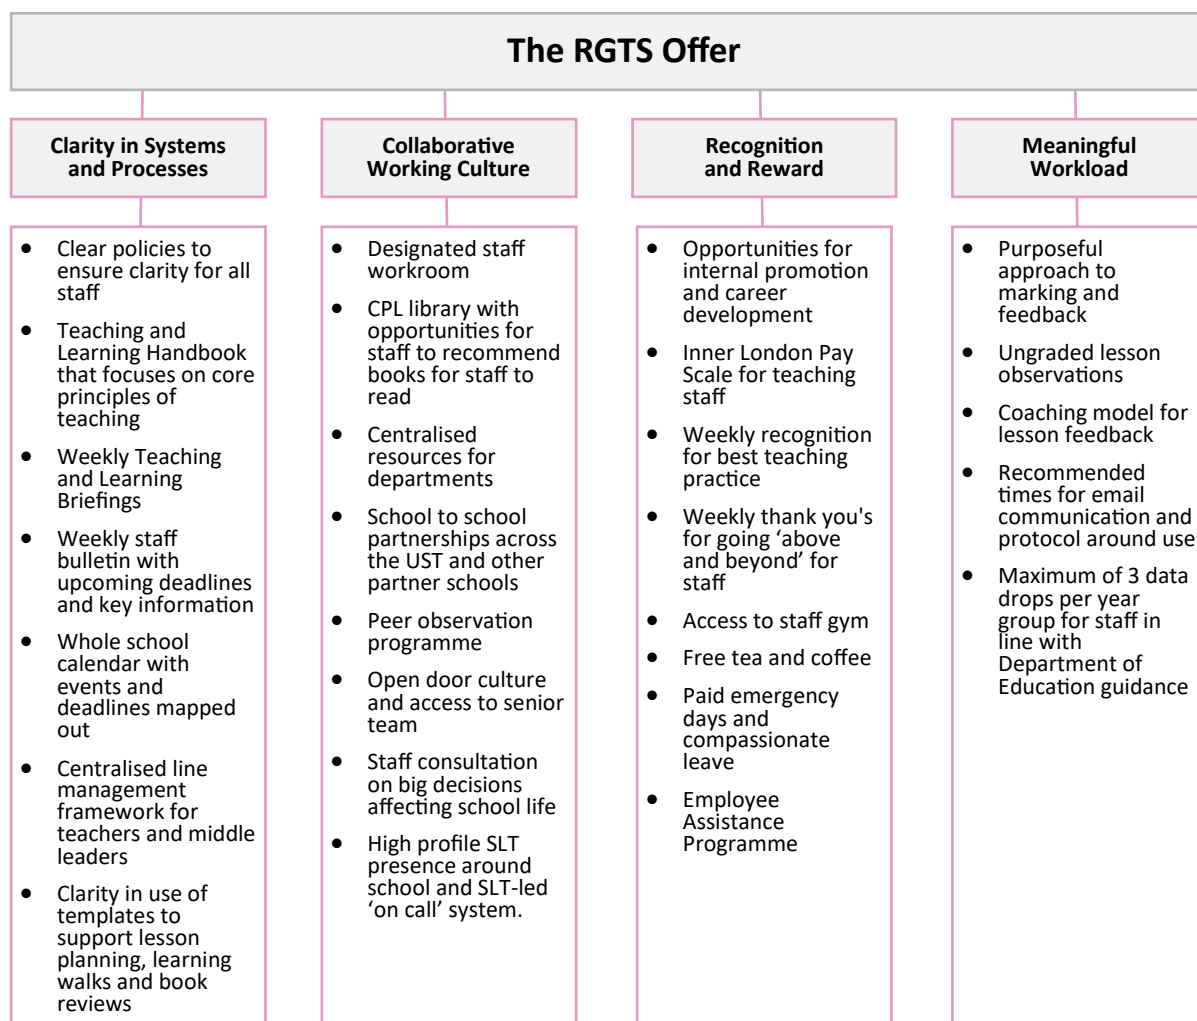 The RGTS Offer
Clarity in Systems
and Processes
• Clear policies to
ensure clarity for all
staff
• Teaching and
Learning Handbook
that focuses on core
principles of
teaching
• Weekly Teaching
and Learning
Briefings
• Weekly staff
bulletin with
upcoming deadlines
and key information
• Whole school
calendar with
events and
deadlines mapped
out
• Centralised line
management
framework for
teachers and middle
leaders
• Clarity in use of
templates to
support lesson
planning, learning
walks and book
reviews
Collaborative
Working Culture
• Designated staff
workroom
• CPL library with
opportunities for
staff to recommend
books for staff to
read
• Centralised
resources for
departments
• School to school
partnerships across
the UST and other
partner schools
• Peer observation
programme
• Open door culture
and access to senior
team
• Staff consultation
on big decisions
affecting school life
• High profile SLT
presence around
school and SLT-led
‘on call’ system.
Recognition
and Reward
• Opportunities for
internal promotion
and career
development
• Inner London Pay
Scale for teaching
staff
• Weekly recognition
for best teaching
practice
• Weekly thank you's
for going ‘above
and beyond’ for
staff
• Access to staff gym
• Free tea and coffee
• Paid emergency
days and
compassionate
leave
• Employee
Assistance
Programme
Meaningful
Workload
• Purposeful
approach to
marking and
feedback
• Ungraded lesson
observations
• Coaching model for
lesson feedback
• Recommended
times for email
communication and
protocol around use
• Maximum of 3 data
drops per year
group for staff in
line with
Department of
Education guidance